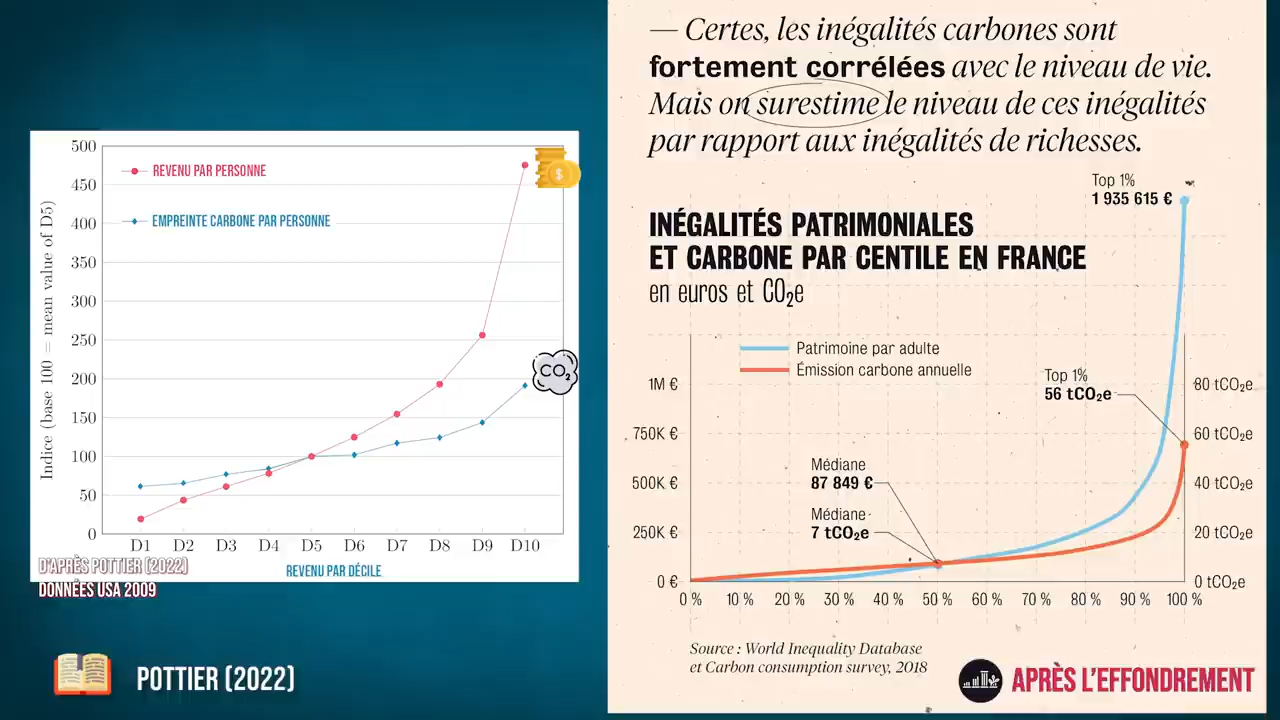 500
450
400
350
300
250
200
150
100
50
0
Indice (base 100 = mean value of D5)
REVENU PAR PERSONNE
EMPREINTE CARBONE PAR PERSONNE
$
CO2
D1 D2 D3 D4 D5 D6 D7 D8 D9 D10
REVENU PAR DÉCILE
D'APRÈS POTTIER (2022)
DONNÉES USA 2009
POTTIER (2022)
— Certes, les inégalités carbones sont
fortement corrélées avec le niveau de vie.
Mais on surestime le niveau de ces inégalités
par rapport aux inégalités de richesses.
INÉGALITÉS PATRIMONIALES
ET CARBONE PAR CENTILE EN FRANCE
en euros et CO₂e
Top 1%
1 935 615 €
Patrimoine par adulte
Émission carbone annuelle
Top 1%
56 tCO₂e
Médiane
87 849 €
Médiane
7 tCO₂e
1M €
750K €
500K €
250K €
0 €
80 tCO₂e
60 tCO₂e
40 tCO₂e
20 tCO₂e
0 tCO₂e
0 % 10 % 20 % 30 % 40 % 50 % 60 % 70 % 80 % 90 % 100 %
Source : World Inequality Database
et Carbon consumption survey, 2018
APRÈS L'EFFONDREMENT